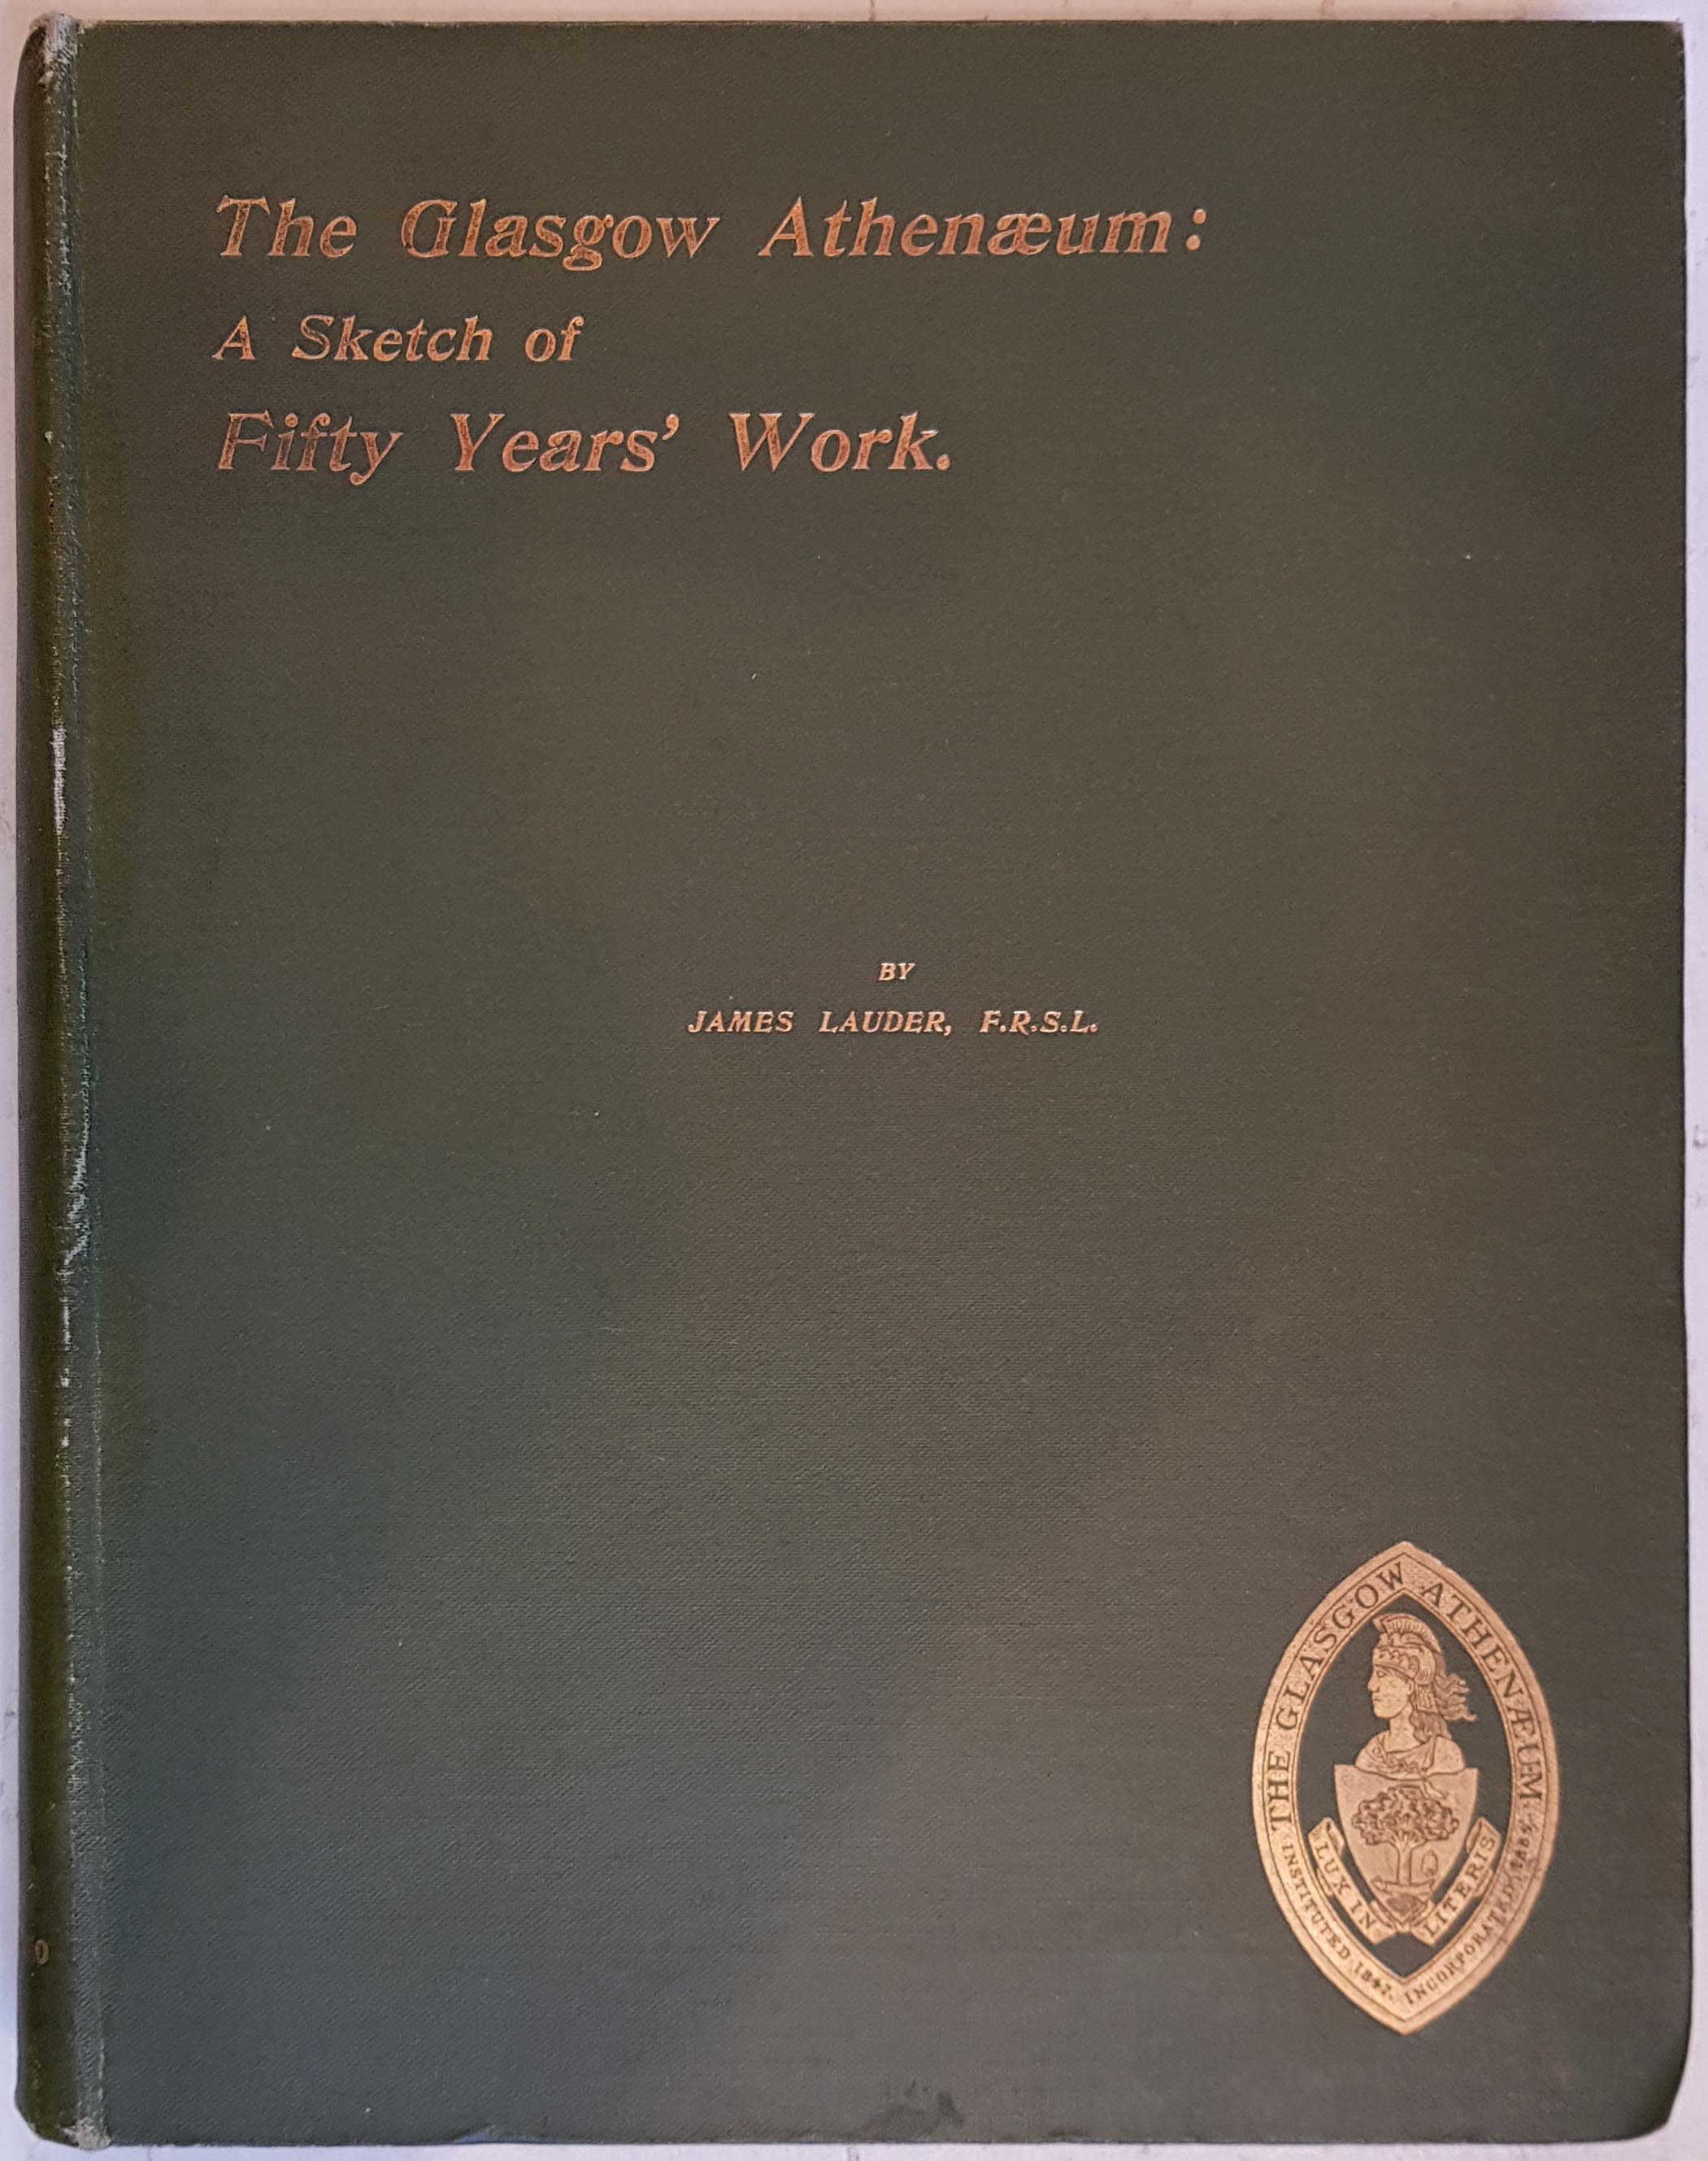 The Glasgow Athenæum:
A Sketch of
Fifty Years' Work.
BY
JAMES LAUDER, F.R.S.L.
THE GLASGOW ATHENÆUM
INSTITUTED 1847. INCORPORATED
LUX IN LITERIS